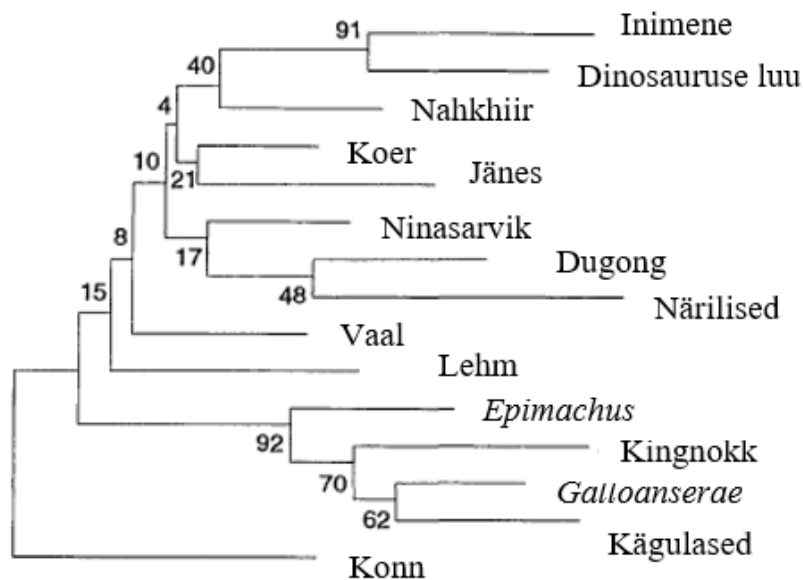 91
Inimene
40
Dinosauruse luu
4
Nahkhiir
10
21
Koer
Jänes
8
17
Ninasarvik
15
48
Dugong
Närilised
Vaal
Lehm
Epimachus
92
Kingnokk
70
Galloanserae
62
Kägulased
Konn